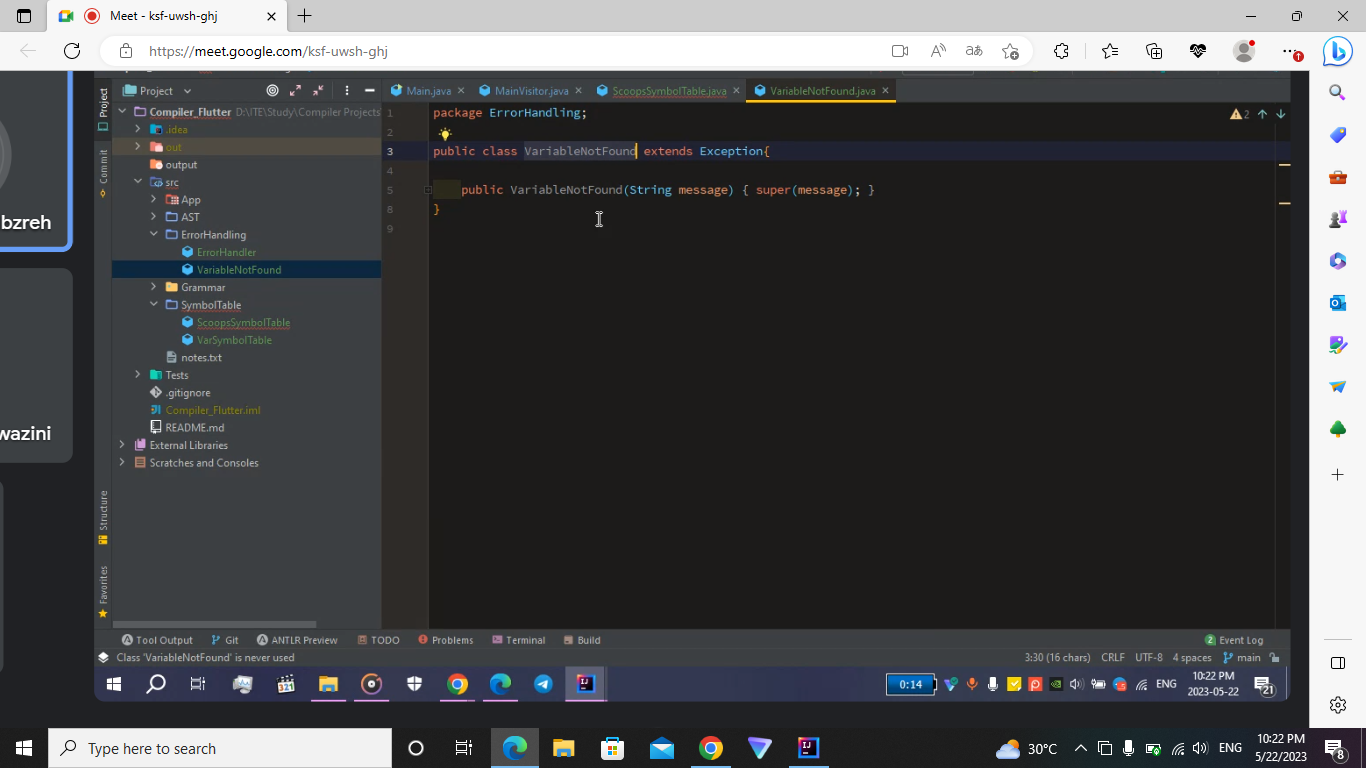 Meet - ksf-uwsh-ghj
https://meet.google.com/ksf-uwsh-ghj
bzreh
wazini
Project
Commit
Structure
Favorites
Project
Main.java
MainVisitor.java
ScoopsSymbolTable.java
VariableNotFound.java
Compiler_Flutter D:\ITE\Study\Compiler Projects
.idea
out
output
src
App
AST
ErrorHandling
ErrorHandler
VariableNotFound
Grammar
SymbolTable
ScoopsSymbolTable
VarSymbolTable
notes.txt
Tests
.gitignore
Compiler_Flutter.iml
README.md
External Libraries
Scratches and Consoles
1 package ErrorHandling;
2
3 public class VariableNotFound extends Exception{
4
5 public VariableNotFound(String message) { super(message); }
8 }
9
2
Tool Output Git ANTLR Preview TODO Problems Terminal Build 2 Event Log
Class 'VariableNotFound' is never used 3:30 (16 chars) CRLF UTF-8 4 spaces main
321
0:14 ENG 10:22 PM
2023-05-22 21
Type here to search
30°C ENG 10:22 PM
5/22/2023 8